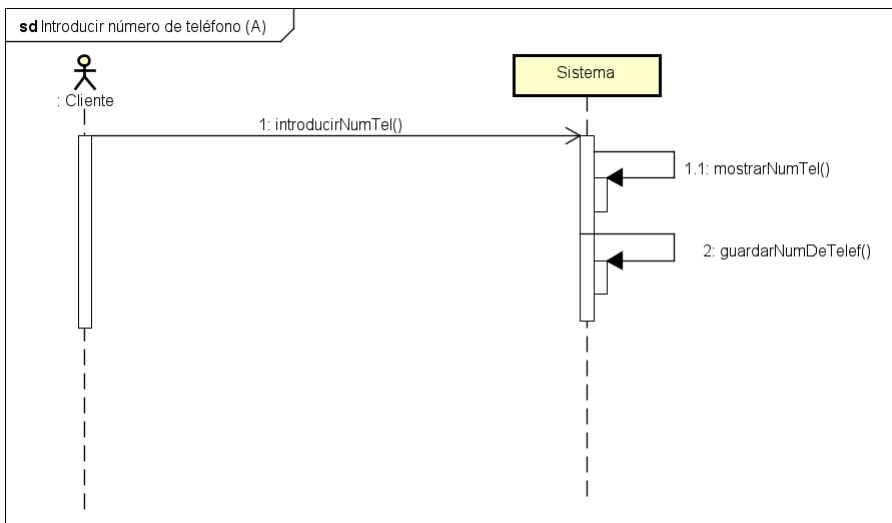 sd Introducir número de teléfono (A)
: Cliente
Sistema
1: introducirNumTel()
1.1: mostrarNumTel()
2: guardarNumDeTelef()